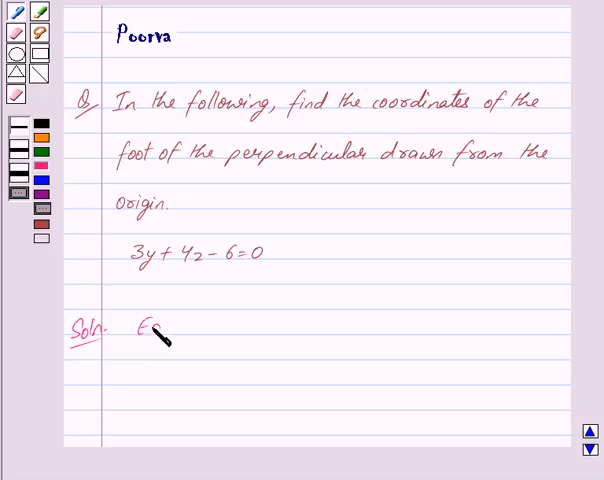 Poorva
Q/ In the following, find the coordinates of the
foot of the perpendicular drawn from the
origin.
3y + 4z - 6 = 0
Soln.